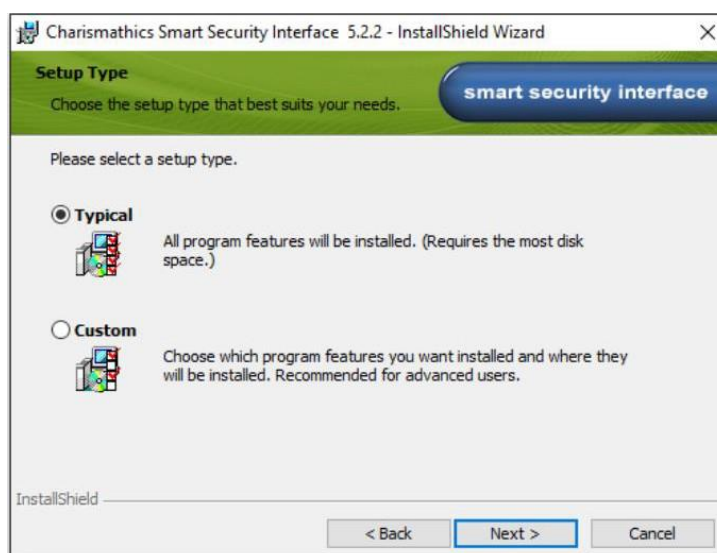 Charismathics Smart Security Interface 5.2.2 - InstallShield Wizard
Setup Type
Choose the setup type that best suits your needs.
smart security interface
Please select a setup type.
Typical
All program features will be installed. (Requires the most disk
space.)
Custom
Choose which program features you want installed and where they
will be installed. Recommended for advanced users.
InstallShield
< Back
Next >
Cancel